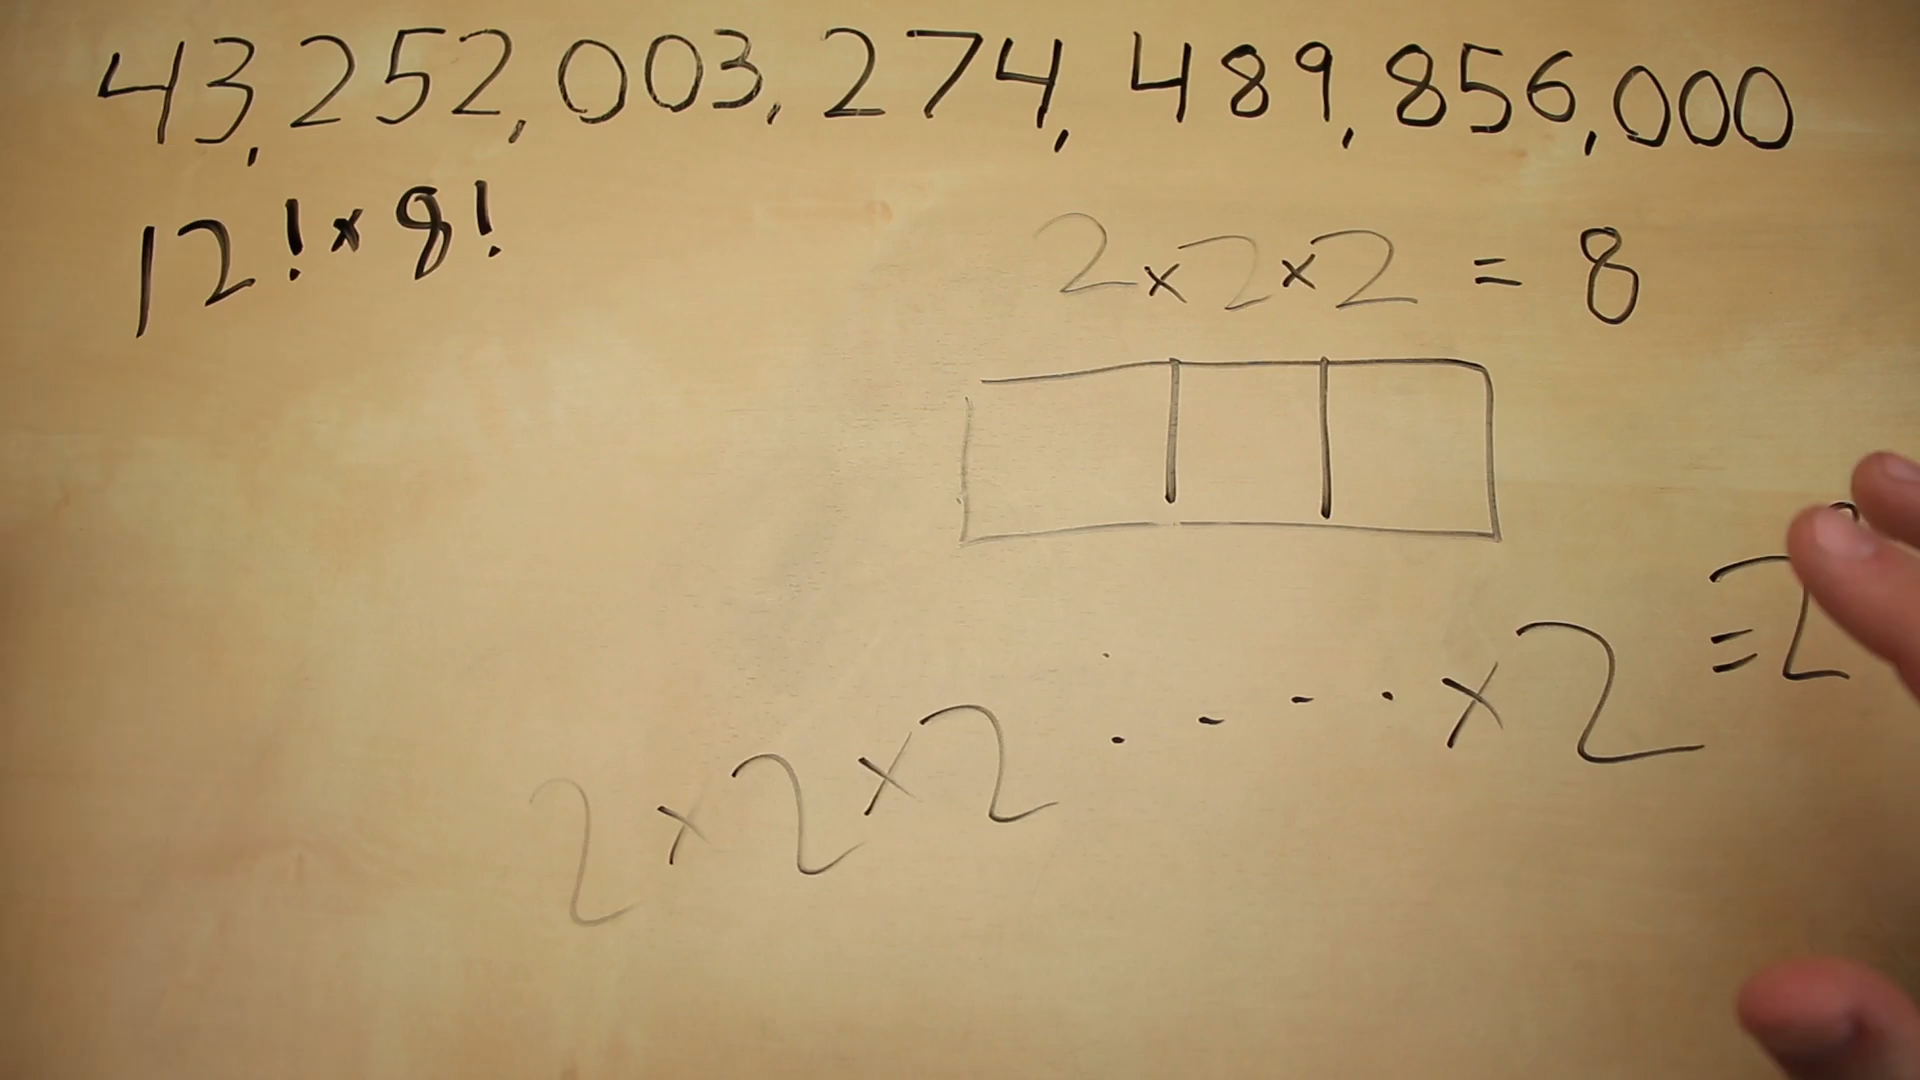 43,252,003,274,489,856,000
12! × 8!
2 × 2 × 2 = 8
2 × 2 × 2 . - - · × 2 = 2